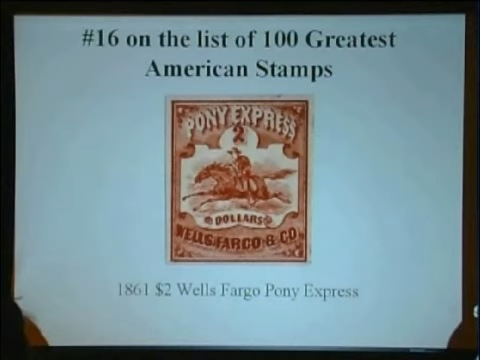 #16 on the list of 100 Greatest
American Stamps
PONY EXPRESS
2
DOLLARS
WELLS, FARGO & CO.
1861 $2 Wells Fargo Pony Express